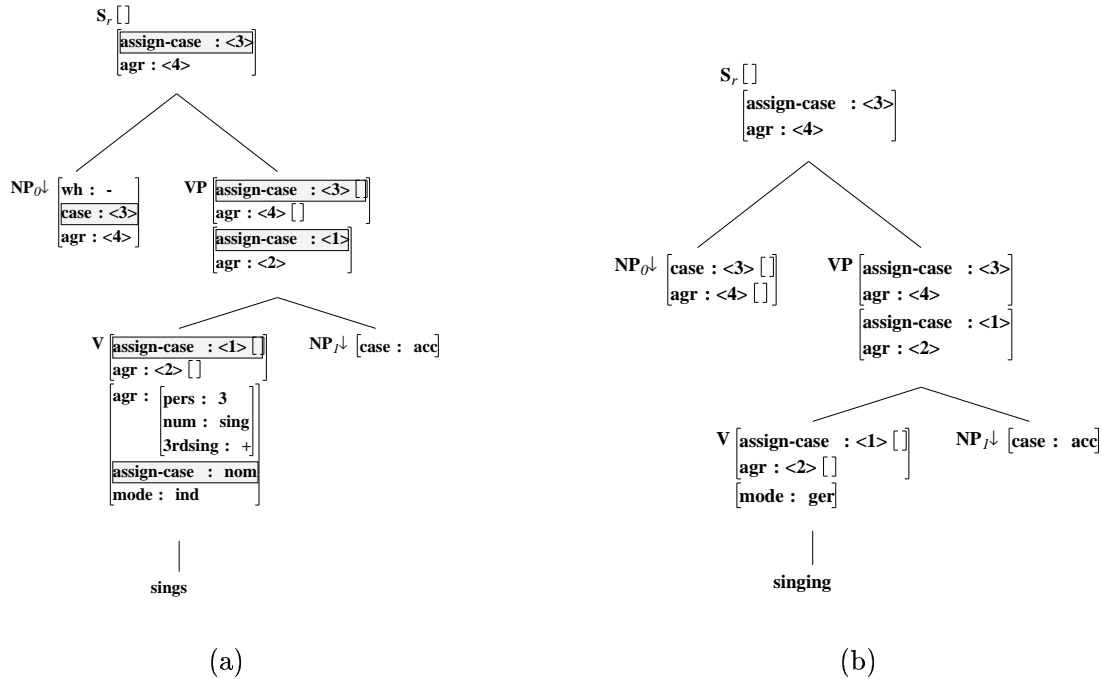 S_r []
[assign-case : <3>
agr : <4>]
NP_0↓ [wh : -
case : <3>
agr : <4>]
VP [assign-case : <3> []
agr : <4> []]
[assign-case : <1>
agr : <2>]
V [assign-case : <1> []
agr : <2> []]
[agr : [pers : 3
num : sing
3rdsing : +]
assign-case : nom
mode : ind]
NP_1↓ [case : acc]
sings
(a)
S_r []
[assign-case : <3>
agr : <4>]
NP_0↓ [case : <3> []
agr : <4> []]
VP [assign-case : <3>
agr : <4>]
[assign-case : <1>
agr : <2>]
V [assign-case : <1> []
agr : <2> []]
[mode : ger]
NP_1↓ [case : acc]
singing
(b)